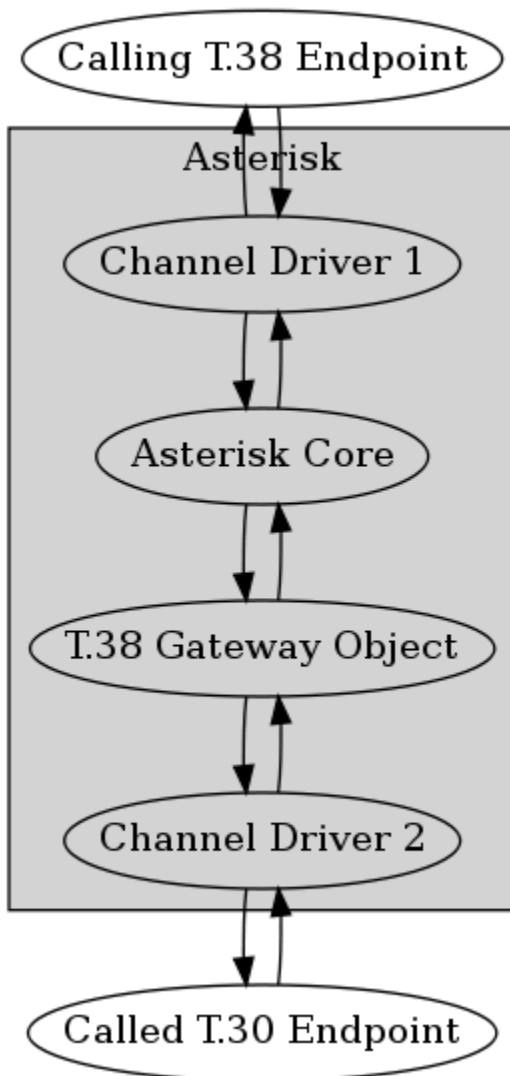 Calling T.38 Endpoint
Asterisk
Channel Driver 1
Asterisk Core
T.38 Gateway Object
Channel Driver 2
Called T.30 Endpoint